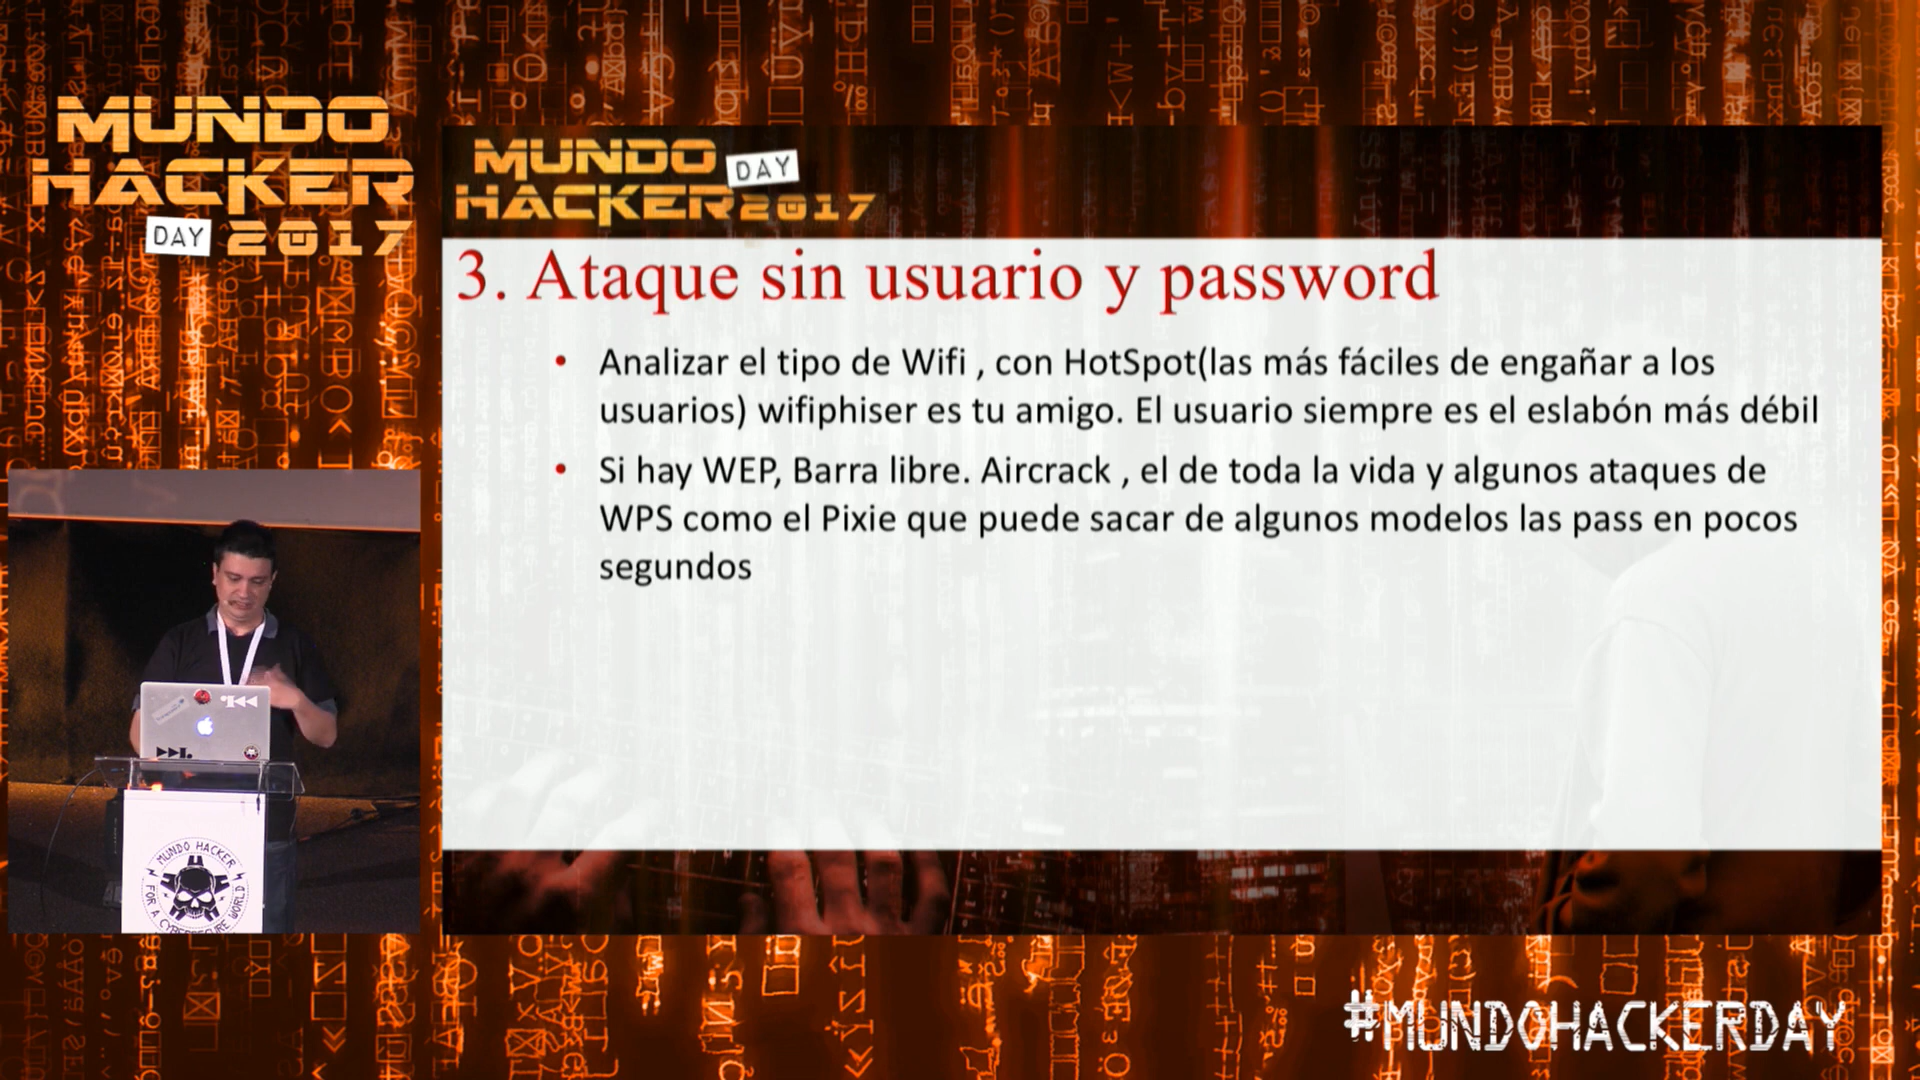 MUNDO
HACKER
DAY 2017
MUNDO DAY
HACKER2017
3. Ataque sin usuario y password
• Analizar el tipo de Wifi , con HotSpot(las más fáciles de engañar a los
usuarios) wifiphiser es tu amigo. El usuario siempre es el eslabón más débil
• Si hay WEP, Barra libre. Aircrack , el de toda la vida y algunos ataques de
WPS como el Pixie que puede sacar de algunos modelos las pass en pocos
segundos
MUNDO HACKER
FOR A CYBERSECURE WORLD
#MUNDOHACKERDAY